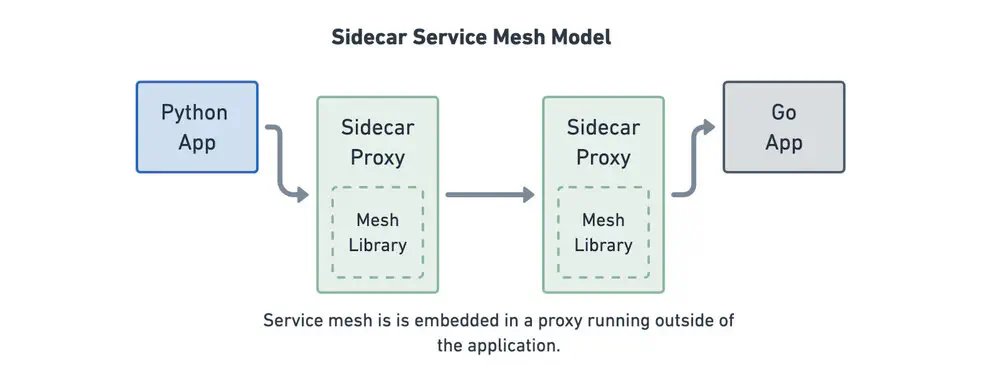 Sidecar Service Mesh Model
Python
App
Sidecar
Proxy
Mesh
Library
Sidecar
Proxy
Mesh
Library
Go
App
Service mesh is is embedded in a proxy running outside of
the application.